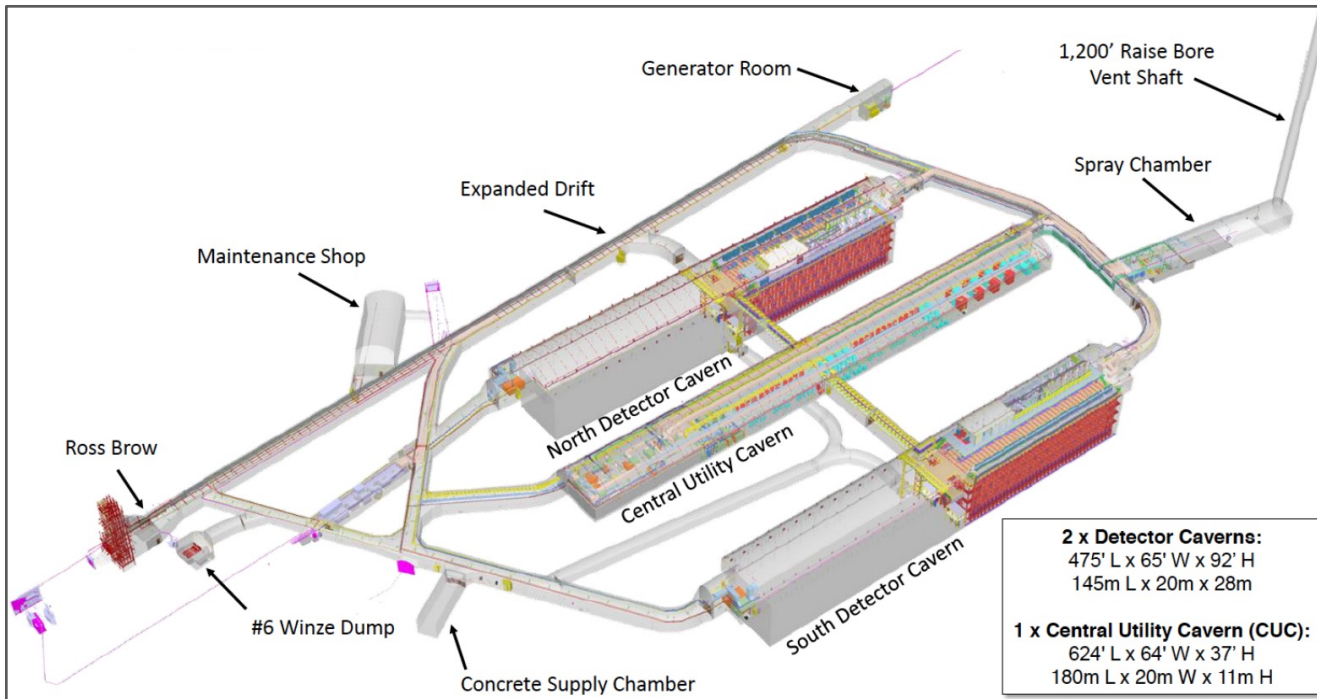 Generator Room
1,200' Raise Bore
Vent Shaft
Spray Chamber
Expanded Drift
Maintenance Shop
North Detector Cavern
Central Utility Cavern
South Detector Cavern
Ross Brow
#6 Winze Dump
Concrete Supply Chamber
2 x Detector Caverns:
475' L x 65' W x 92' H
145m L x 20m x 28m
1 x Central Utility Cavern (CUC):
624' L x 64' W x 37' H
180m L x 20m W x 11m H